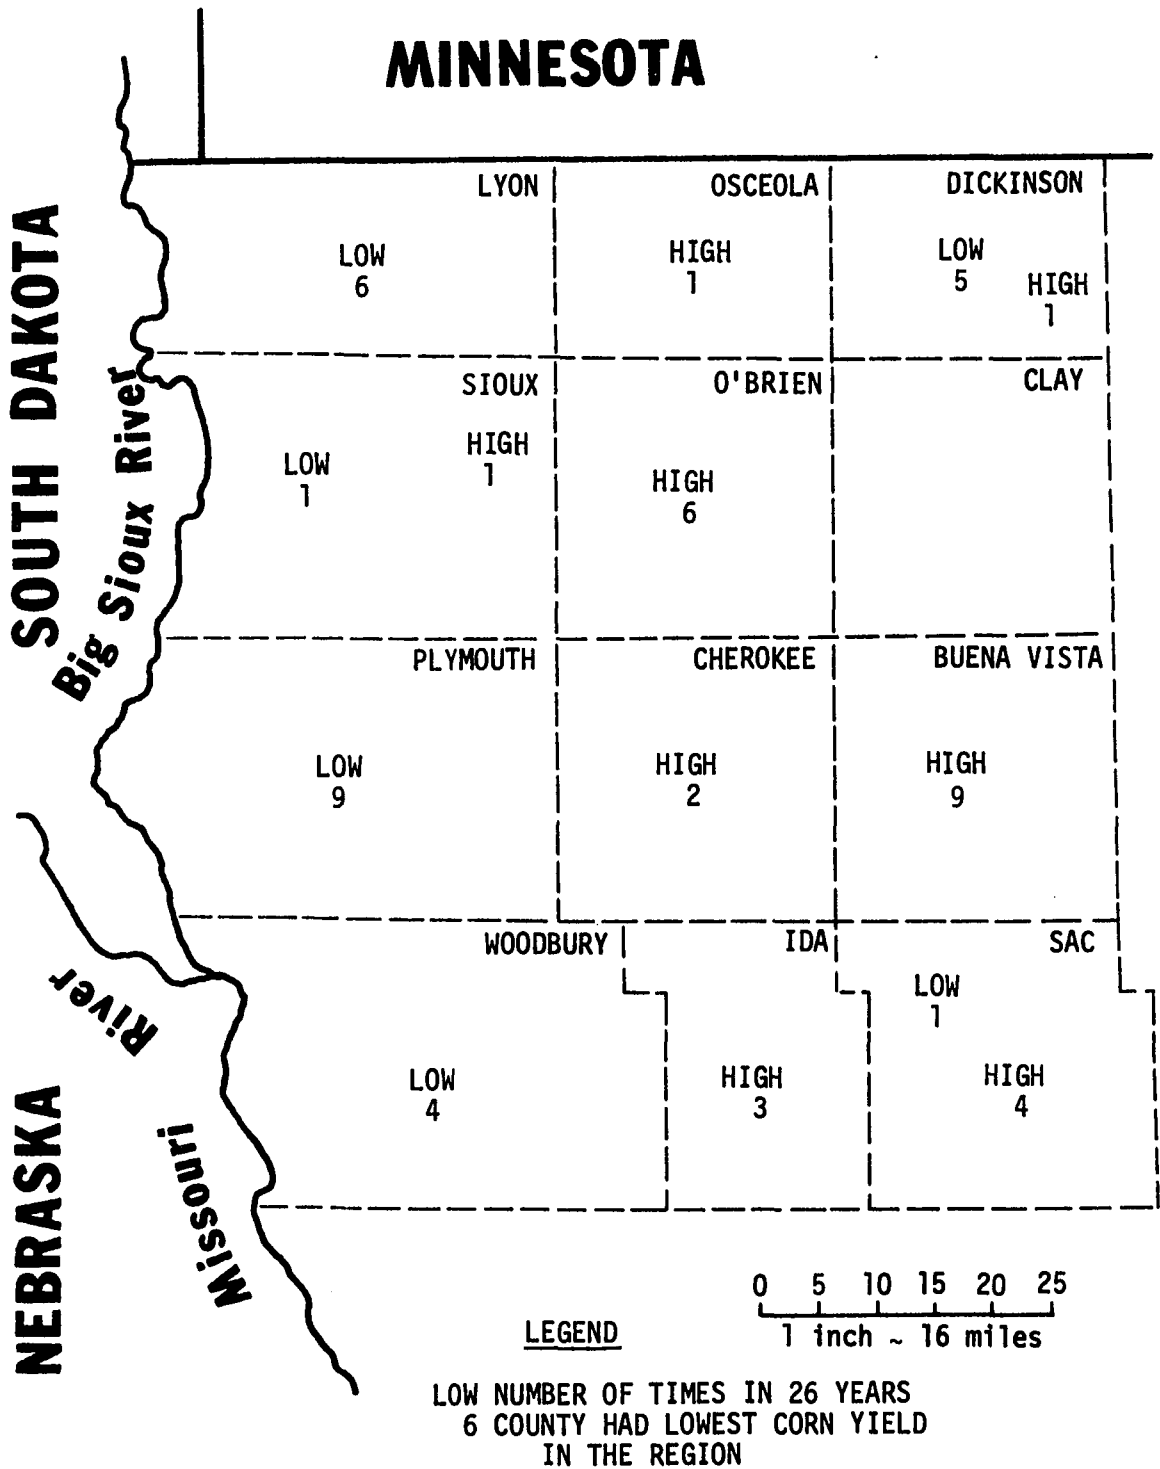 MINNESOTA
SOUTH DAKOTA
Big Sioux River
NEBRASKA
Missouri River
LYON
LOW
6
OSCEOLA
HIGH
1
DICKINSON
LOW
5
HIGH
1
SIOUX
LOW
1
HIGH
1
O'BRIEN
HIGH
6
CLAY
PLYMOUTH
LOW
9
CHEROKEE
HIGH
2
BUENA VISTA
HIGH
9
WOODBURY
LOW
4
IDA
HIGH
3
SAC
LOW
1
HIGH
4
0 5 10 15 20 25
1 inch ~ 16 miles
LEGEND
LOW NUMBER OF TIMES IN 26 YEARS
6 COUNTY HAD LOWEST CORN YIELD
IN THE REGION